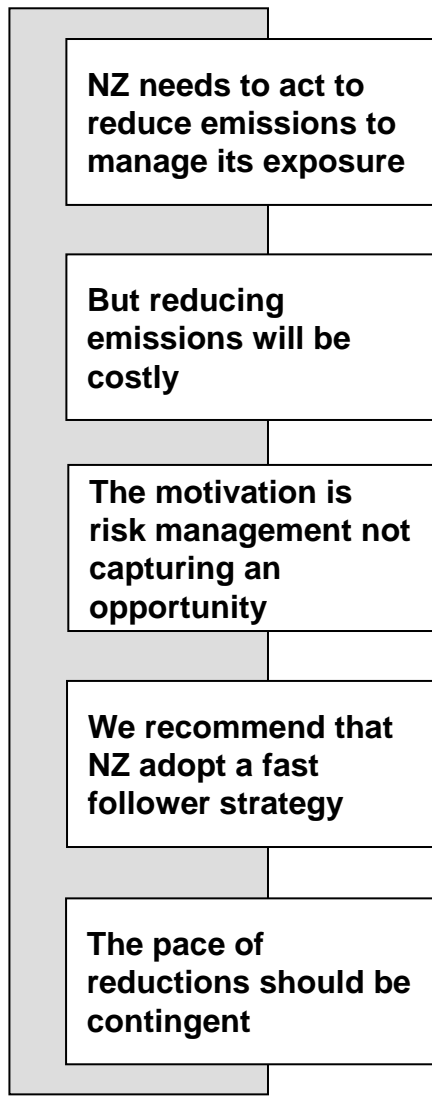 NZ needs to act to
reduce emissions to
manage its exposure
But reducing
emissions will be
costly
The motivation is
risk management not
capturing an
opportunity
We recommend that
NZ adopt a fast
follower strategy
The pace of
reductions should be
contingent